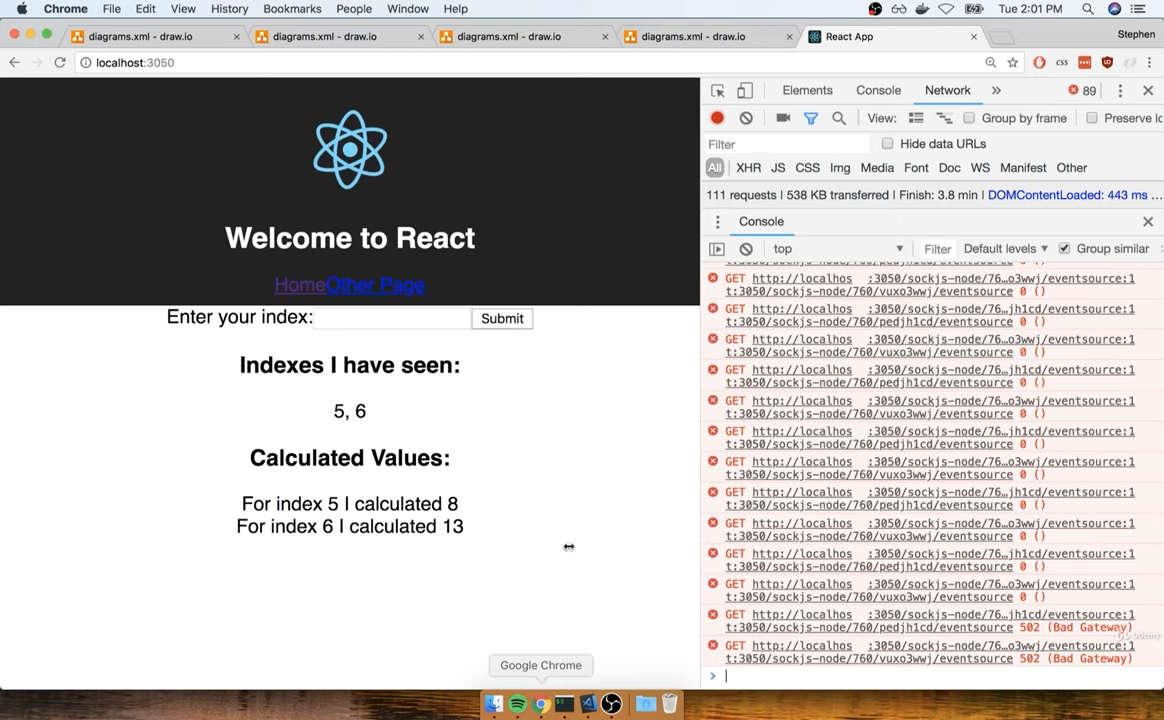 Chrome File Edit View History Bookmarks People Window Help Tue 2:01 PM
diagrams.xml - draw.io diagrams.xml - draw.io diagrams.xml - draw.io diagrams.xml - draw.io React App Stephen
localhost:3050
Elements Console Network 89
View: Group by frame Preserve lo
Filter Hide data URLs
All XHR JS CSS Img Media Font Doc WS Manifest Other
111 requests | 538 KB transferred | Finish: 3.8 min | DOMContentLoaded: 443 ms ...
Console
top Filter Default levels Group similar
Welcome to React
HomeOther Page
Enter your index: Submit
Indexes I have seen:
5, 6
Calculated Values:
For index 5 I calculated 8
For index 6 I calculated 13
GET http://localhos :3050/sockjs-node/76…o3wwj/eventsource:1
t:3050/sockjs-node/760/vuxo3wwj/eventsource 0 ()
GET http://localhos :3050/sockjs-node/76…jh1cd/eventsource:1
t:3050/sockjs-node/760/pedjh1cd/eventsource 0 ()
GET http://localhos :3050/sockjs-node/76…o3wwj/eventsource:1
t:3050/sockjs-node/760/vuxo3wwj/eventsource 0 ()
GET http://localhos :3050/sockjs-node/76…jh1cd/eventsource:1
t:3050/sockjs-node/760/pedjh1cd/eventsource 0 ()
GET http://localhos :3050/sockjs-node/76…o3wwj/eventsource:1
t:3050/sockjs-node/760/vuxo3wwj/eventsource 0 ()
GET http://localhos :3050/sockjs-node/76…jh1cd/eventsource:1
t:3050/sockjs-node/760/pedjh1cd/eventsource 0 ()
GET http://localhos :3050/sockjs-node/76…o3wwj/eventsource:1
t:3050/sockjs-node/760/vuxo3wwj/eventsource 0 ()
GET http://localhos :3050/sockjs-node/76…jh1cd/eventsource:1
t:3050/sockjs-node/760/pedjh1cd/eventsource 0 ()
GET http://localhos :3050/sockjs-node/76…o3wwj/eventsource:1
t:3050/sockjs-node/760/vuxo3wwj/eventsource 0 ()
GET http://localhos :3050/sockjs-node/76…jh1cd/eventsource:1
t:3050/sockjs-node/760/pedjh1cd/eventsource 0 ()
GET http://localhos :3050/sockjs-node/76…o3wwj/eventsource:1
t:3050/sockjs-node/760/vuxo3wwj/eventsource 0 ()
GET http://localhos :3050/sockjs-node/76…jh1cd/eventsource:1
t:3050/sockjs-node/760/pedjh1cd/eventsource 502 (Bad Gateway)
GET http://localhos :3050/sockjs-node/76…o3wwj/eventsource:1
t:3050/sockjs-node/760/vuxo3wwj/eventsource 502 (Bad Gateway)
Udemy
Google Chrome